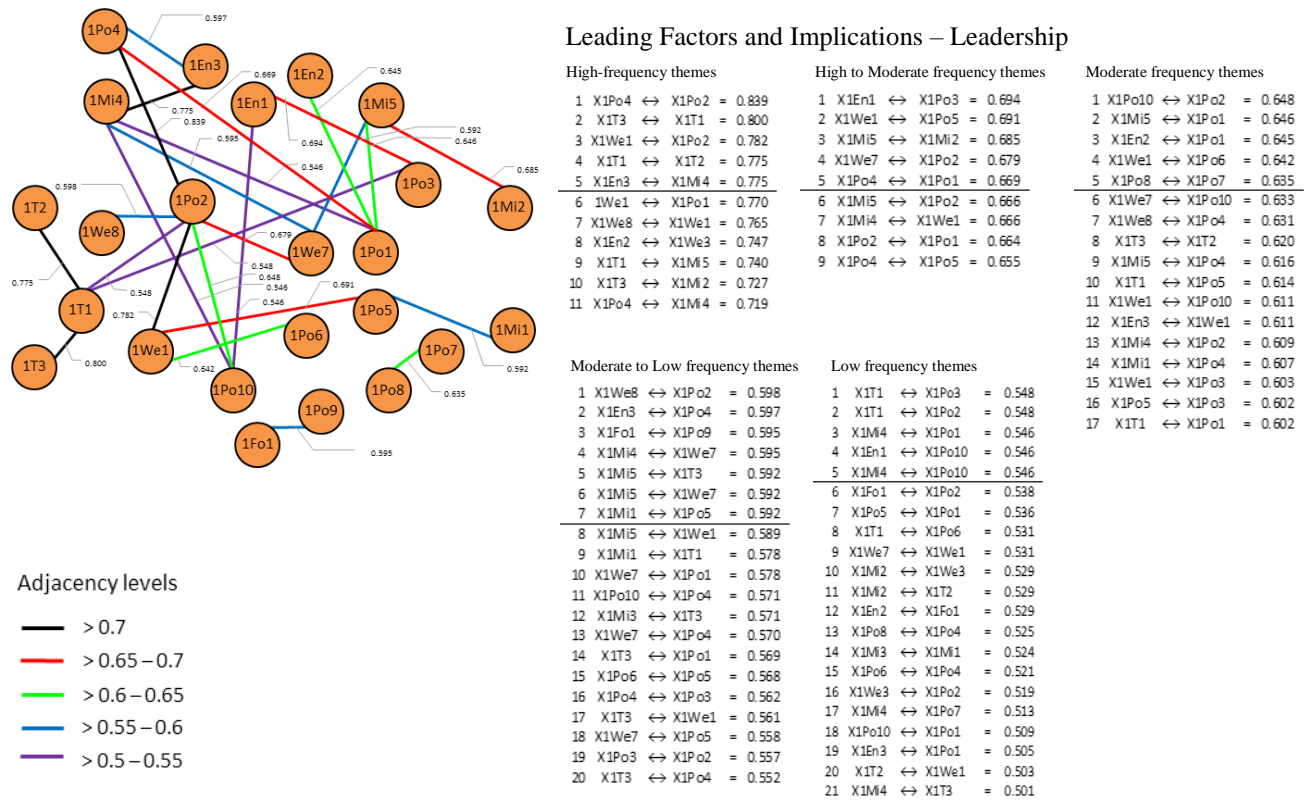 Leading Factors and Implications – Leadership
High-frequency themes
1 X1Po4 ↔ X1Po2 = 0.839
2 X1T3 ↔ X1T1 = 0.800
3 X1We1 ↔ X1Po2 = 0.782
4 X1T1 ↔ X1T2 = 0.775
5 X1En3 ↔ X1Mi4 = 0.775
6 1We1 ↔ X1Po1 = 0.770
7 X1We8 ↔ X1We1 = 0.765
8 X1En2 ↔ X1We3 = 0.747
9 X1T1 ↔ X1Mi5 = 0.740
10 X1T3 ↔ X1Mi2 = 0.727
11 X1Po4 ↔ X1Mi4 = 0.719
High to Moderate frequency themes
1 X1En1 ↔ X1Po3 = 0.694
2 X1We1 ↔ X1Po5 = 0.691
3 X1Mi5 ↔ X1Mi2 = 0.685
4 X1We7 ↔ X1Po2 = 0.679
5 X1Po4 ↔ X1Po1 = 0.669
6 X1Mi5 ↔ X1Po2 = 0.666
7 X1Mi4 ↔ X1We1 = 0.666
8 X1Po2 ↔ X1Po1 = 0.664
9 X1Po4 ↔ X1Po5 = 0.655
Moderate frequency themes
1 X1Po10 ↔ X1Po2 = 0.648
2 X1Mi5 ↔ X1Po1 = 0.646
3 X1En2 ↔ X1Po1 = 0.645
4 X1We1 ↔ X1Po6 = 0.642
5 X1Po8 ↔ X1Po7 = 0.635
6 X1We7 ↔ X1Po10 = 0.633
7 X1We8 ↔ X1Po4 = 0.631
8 X1T3 ↔ X1T2 = 0.620
9 X1Mi5 ↔ X1Po4 = 0.616
10 X1T1 ↔ X1Po5 = 0.614
11 X1We1 ↔ X1Po10 = 0.611
12 X1En3 ↔ X1We1 = 0.611
13 X1Mi4 ↔ X1Po2 = 0.609
14 X1Mi1 ↔ X1Po4 = 0.607
15 X1We1 ↔ X1Po3 = 0.603
16 X1Po5 ↔ X1Po3 = 0.602
17 X1T1 ↔ X1Po1 = 0.602
Moderate to Low frequency themes
1 X1We8 ↔ X1Po2 = 0.598
2 X1En3 ↔ X1Po4 = 0.597
3 X1Fo1 ↔ X1Po9 = 0.595
4 X1Mi4 ↔ X1We7 = 0.595
5 X1Mi5 ↔ X1T3 = 0.592
6 X1Mi5 ↔ X1We7 = 0.592
7 X1Mi1 ↔ X1Po5 = 0.592
8 X1Mi5 ↔ X1We1 = 0.589
9 X1Mi1 ↔ X1T1 = 0.578
10 X1We7 ↔ X1Po1 = 0.578
11 X1Po10 ↔ X1Po4 = 0.571
12 X1Mi3 ↔ X1T3 = 0.571
13 X1We7 ↔ X1Po4 = 0.570
14 X1T3 ↔ X1Po1 = 0.569
15 X1Po6 ↔ X1Po5 = 0.568
16 X1Po4 ↔ X1Po3 = 0.562
17 X1T3 ↔ X1We1 = 0.561
18 X1We7 ↔ X1Po5 = 0.558
19 X1Po3 ↔ X1Po2 = 0.557
20 X1T3 ↔ X1Po4 = 0.552
Low frequency themes
1 X1T1 ↔ X1Po3 = 0.548
2 X1T1 ↔ X1Po2 = 0.548
3 X1Mi4 ↔ X1Po1 = 0.546
4 X1En1 ↔ X1Po10 = 0.546
5 X1Mi4 ↔ X1Po10 = 0.546
6 X1Fo1 ↔ X1Po2 = 0.538
7 X1Po5 ↔ X1Po1 = 0.536
8 X1T1 ↔ X1Po6 = 0.531
9 X1We7 ↔ X1We1 = 0.531
10 X1Mi2 ↔ X1We3 = 0.529
11 X1Mi2 ↔ X1T2 = 0.529
12 X1En2 ↔ X1Fo1 = 0.529
13 X1Po8 ↔ X1Po4 = 0.525
14 X1Mi3 ↔ X1Mi1 = 0.524
15 X1Po6 ↔ X1Po4 = 0.521
16 X1We3 ↔ X1Po2 = 0.519
17 X1Mi4 ↔ X1Po7 = 0.513
18 X1Po10 ↔ X1Po1 = 0.509
19 X1En3 ↔ X1Po1 = 0.505
20 X1T2 ↔ X1We1 = 0.503
21 X1Mi4 ↔ X1T3 = 0.501
1Po4
0.597
1En3
1En2
0.669
0.645
1Mi4
1En1
1Mi5
0.775
0.839
0.595
0.694
0.592
0.646
0.546
0.685
1Po3
0.598
1T2
1Po2
1Mi2
1We8
0.679
1We7
1Po1
0.548
0.775
0.548
0.648
0.546
0.691
0.546
1T1
0.782
1Po5
1Mi1
1Po6
1We1
1Po7
0.592
1T3
0.800
0.642
1Po10
1Po8
0.635
1Po9
1Fo1
0.595
Adjacency levels
> 0.7
> 0.65 – 0.7
> 0.6 – 0.65
> 0.55 – 0.6
> 0.5 – 0.55